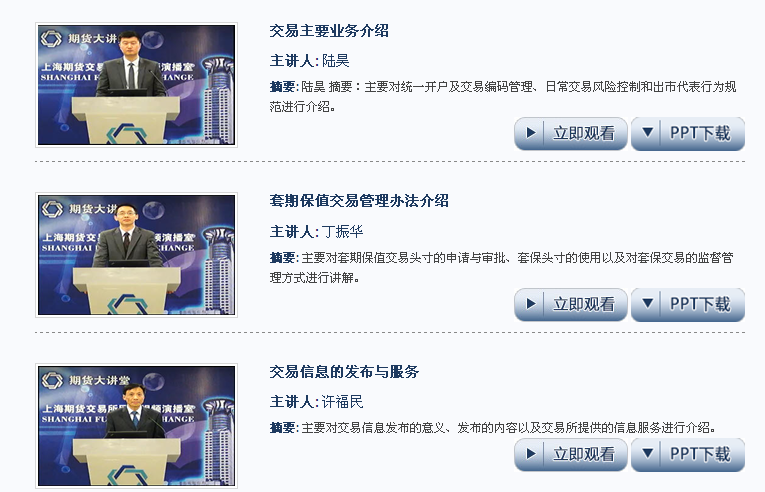 交易主要业务介绍
主讲人:陆昊
摘要:陆昊 摘要：主要对统一开户及交易编码管理、日常交易风险控制和出市代表行为规
范进行介绍。
立即观看
PPT下载
期货大讲
上海期货交易
频演播室
SHANGHAI FU
CHANGE
套期保值交易管理办法介绍
主讲人:丁振华
摘要:主要对套期保值交易头寸的申请与审批、套保头寸的使用以及对套保交易的监督管
理方式进行讲解。
立即观看
PPT下载
期货大讲
上海期货交
演播室
SHANGHAI
CHANGE
交易信息的发布与服务
主讲人:许福民
摘要:主要对交易信息发布的意义、发布的内容以及交易所提供的信息服务进行介绍。
立即观看
PPT下载
期货大讲堂
上海期货交易所
视频演播室
SHANGHAI FU
CHANGE